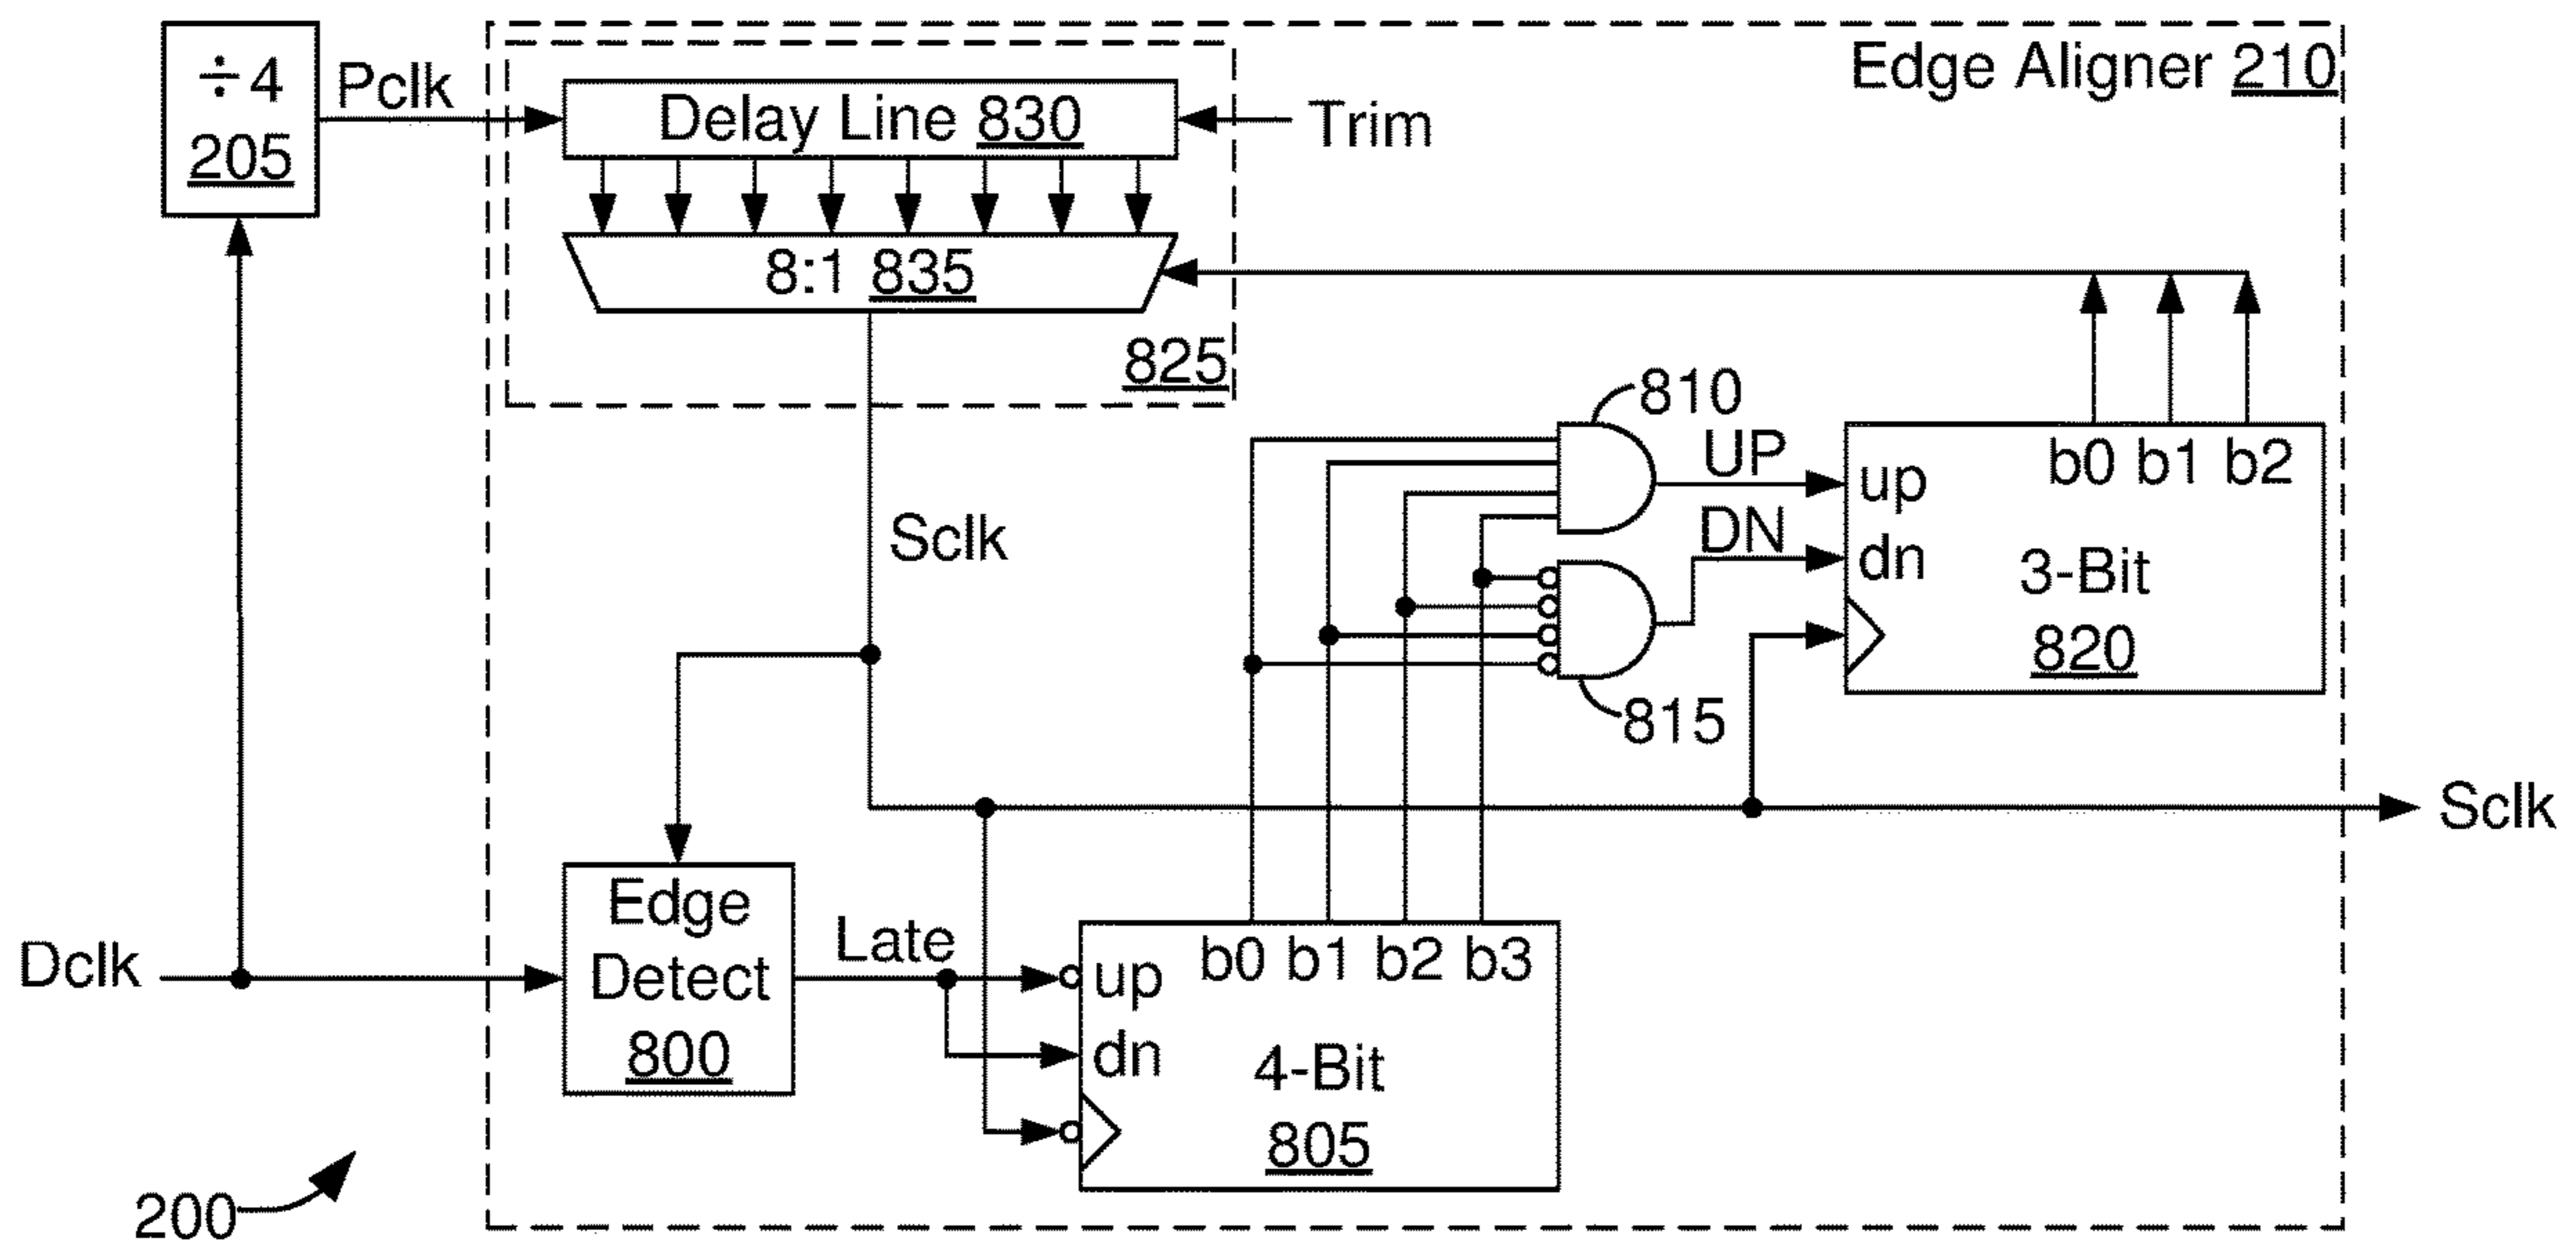 ÷4
205
Pclk
Delay Line 830
Trim
Edge Aligner 210
8:1 835
825
810
UP
DN
815
up
dn
b0 b1 b2
3-Bit
820
Sclk
Sclk
Dclk
Edge
Detect
800
Late
up
dn
b0 b1 b2 b3
4-Bit
805
200